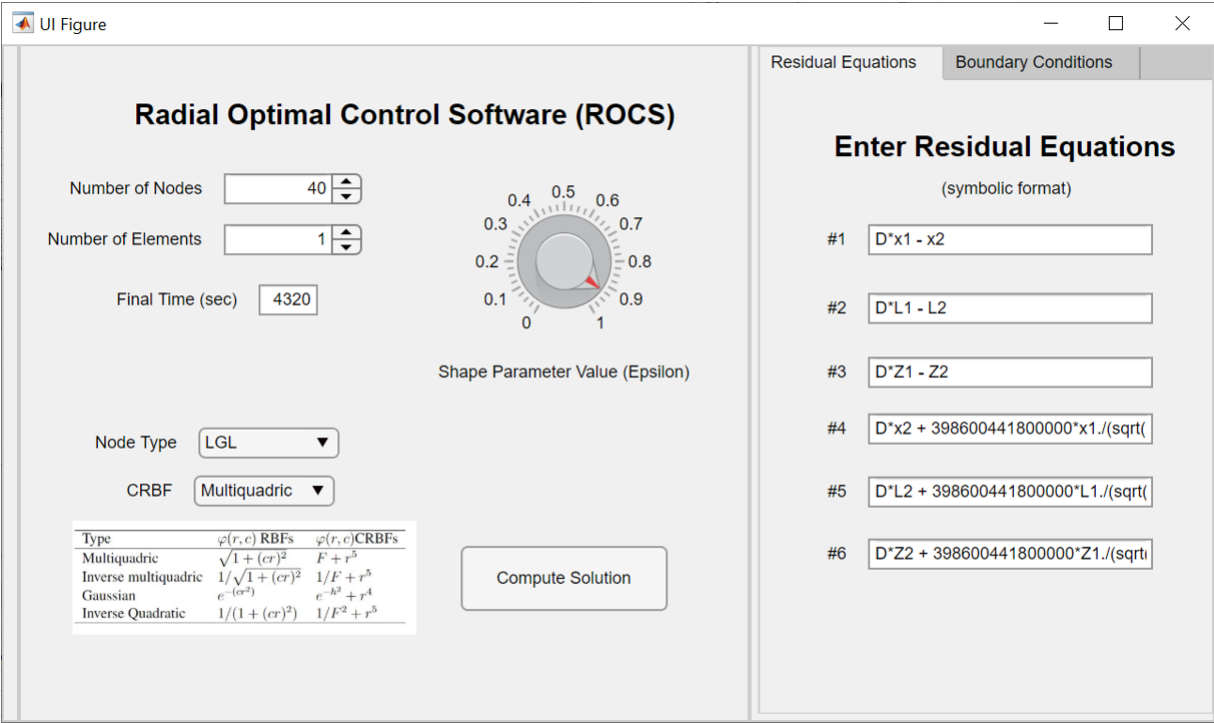 UI Figure
Radial Optimal Control Software (ROCS)
Number of Nodes 40
Number of Elements 1
Final Time (sec) 4320
0 0.1 0.2 0.3 0.4 0.5 0.6 0.7 0.8 0.9 1
Shape Parameter Value (Epsilon)
Node Type LGL
CRBF Multiquadric
Type φ(r, c) RBFs φ(r, c)CRBFs
Multiquadric √1 + (cr)² F + r⁵
Inverse multiquadric 1/√1 + (cr)² 1/F + r⁵
Gaussian e^−(cr²) + r⁴
Inverse Quadratic 1/(1 + (cr)²) 1/F² + r⁵
Compute Solution
Residual Equations Boundary Conditions
Enter Residual Equations
(symbolic format)
#1 D*x1 - x2
#2 D*L1 - L2
#3 D*Z1 - Z2
#4 D*x2 + 398600441800000*x1./(sqrt(
#5 D*L2 + 398600441800000*L1./(sqrt(
#6 D*Z2 + 398600441800000*Z1./(sqrt(